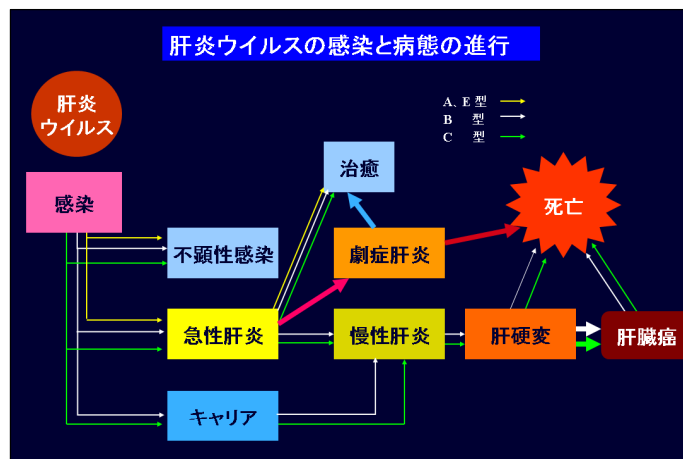 肝炎ウイルスの感染と病態の進行
肝炎
ウイルス
A、E 型
B 型
C 型
治癒
感染
死亡
不顕性感染
劇症肝炎
急性肝炎
慢性肝炎
肝硬変
肝臓癌
キャリア